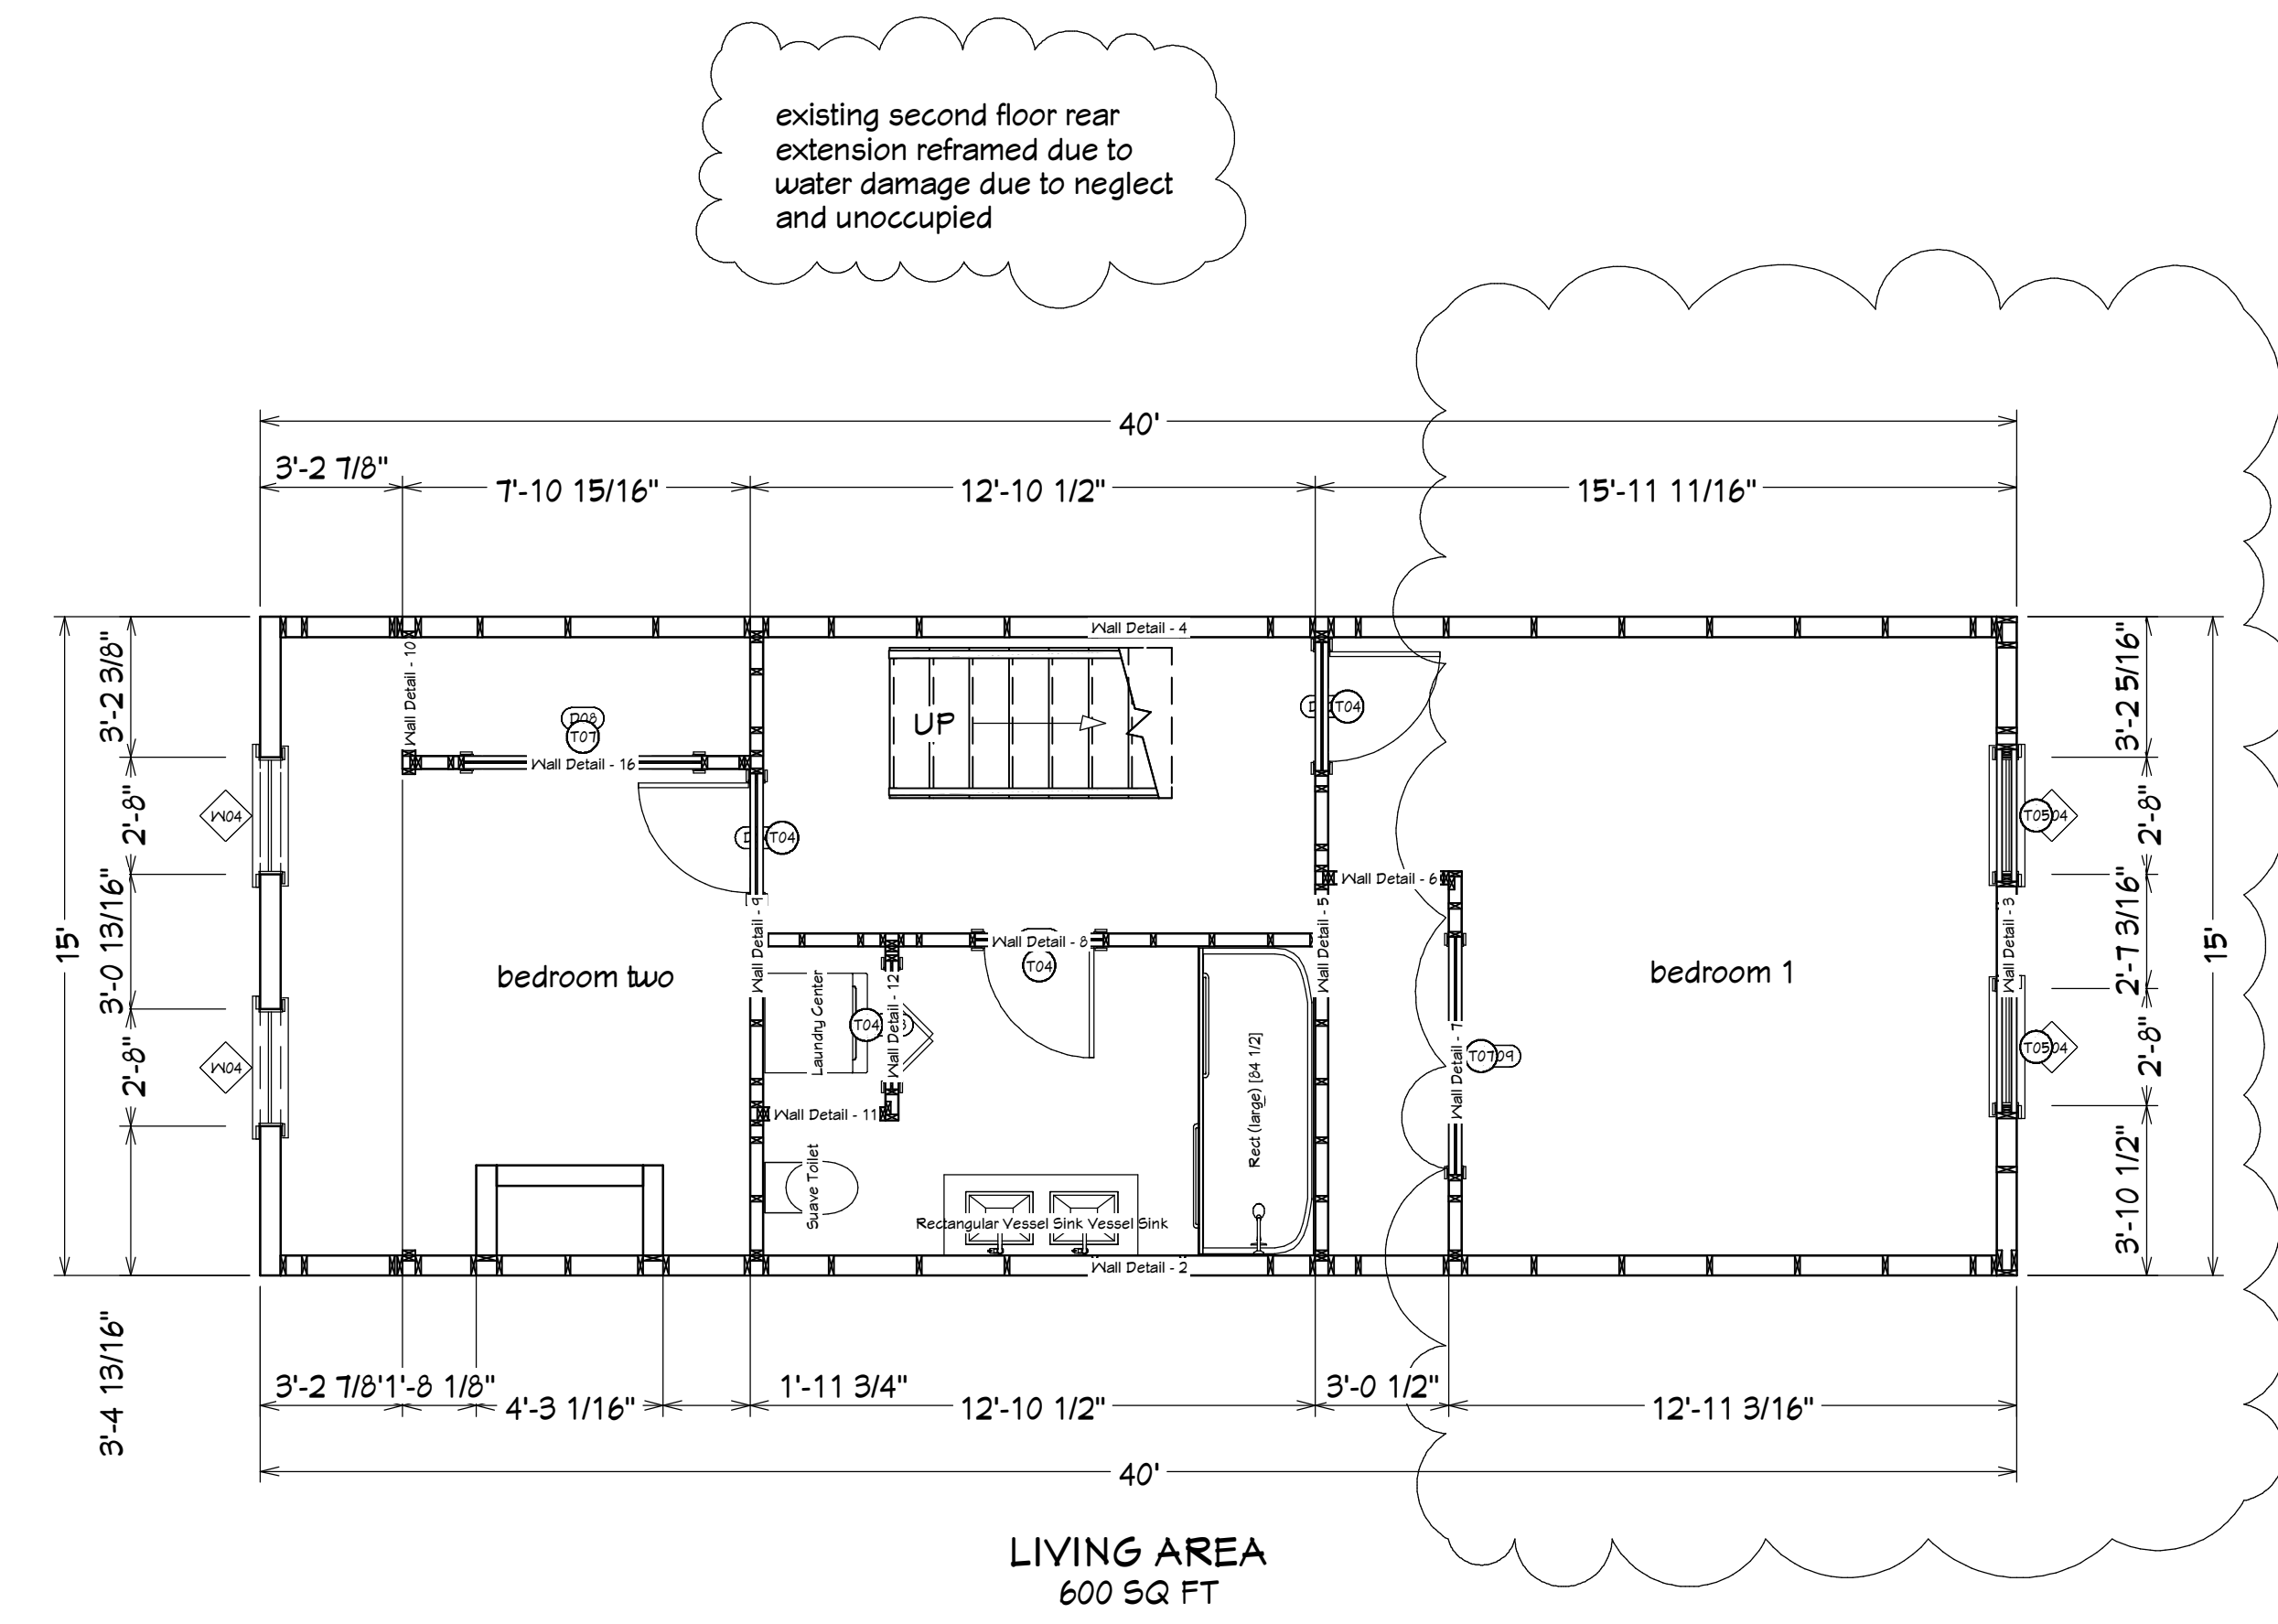 existing second floor rear
extension reframed due to
water damage due to neglect
and unoccupied
40'
3'-2 7/8"
7'-10 15/16"
12'-10 1/2"
15'-11 11/16"
Wall Detail - 4
15'
3'-2 3/8"
2'-8"
3'-0 13/16"
2'-8"
3'-4 13/16"
W04
W04
Wall Detail - 10
D08
T07
Wall Detail - 16
T04
UP
T04
Wall Detail - 6
Wall Detail - 9
Wall Detail - 8
T04
Wall Detail - 5
bedroom two
bedroom 1
Laundry Center
T04
Wall Detail - 12
Wall Detail - 11
Suave Toilet
Rectangular Vessel Sink Vessel Sink
Rect (large) [84 1/2]
Wall Detail - 7
T0709
Wall Detail - 2
T0504
T0504
Wall Detail - 3
3'-2 5/16"
2'-8"
2'-7 3/16"
2'-8"
3'-10 1/2"
15'
3'-2 7/8"
1'-8 1/8"
4'-3 1/16"
1'-11 3/4"
12'-10 1/2"
3'-0 1/2"
12'-11 3/16"
40'
LIVING AREA
600 SQ FT